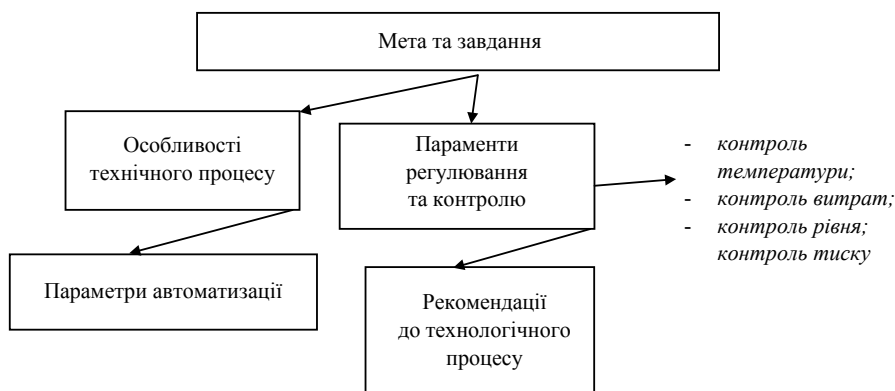 Мета та завдання
Особливості
технічного процесу
Параменти
регулювання
та контролю
- контроль
температури;
- контроль витрат;
- контроль рівня;
контроль тиску
Параметри автоматизації
Рекомендації
до технологічного
процесу